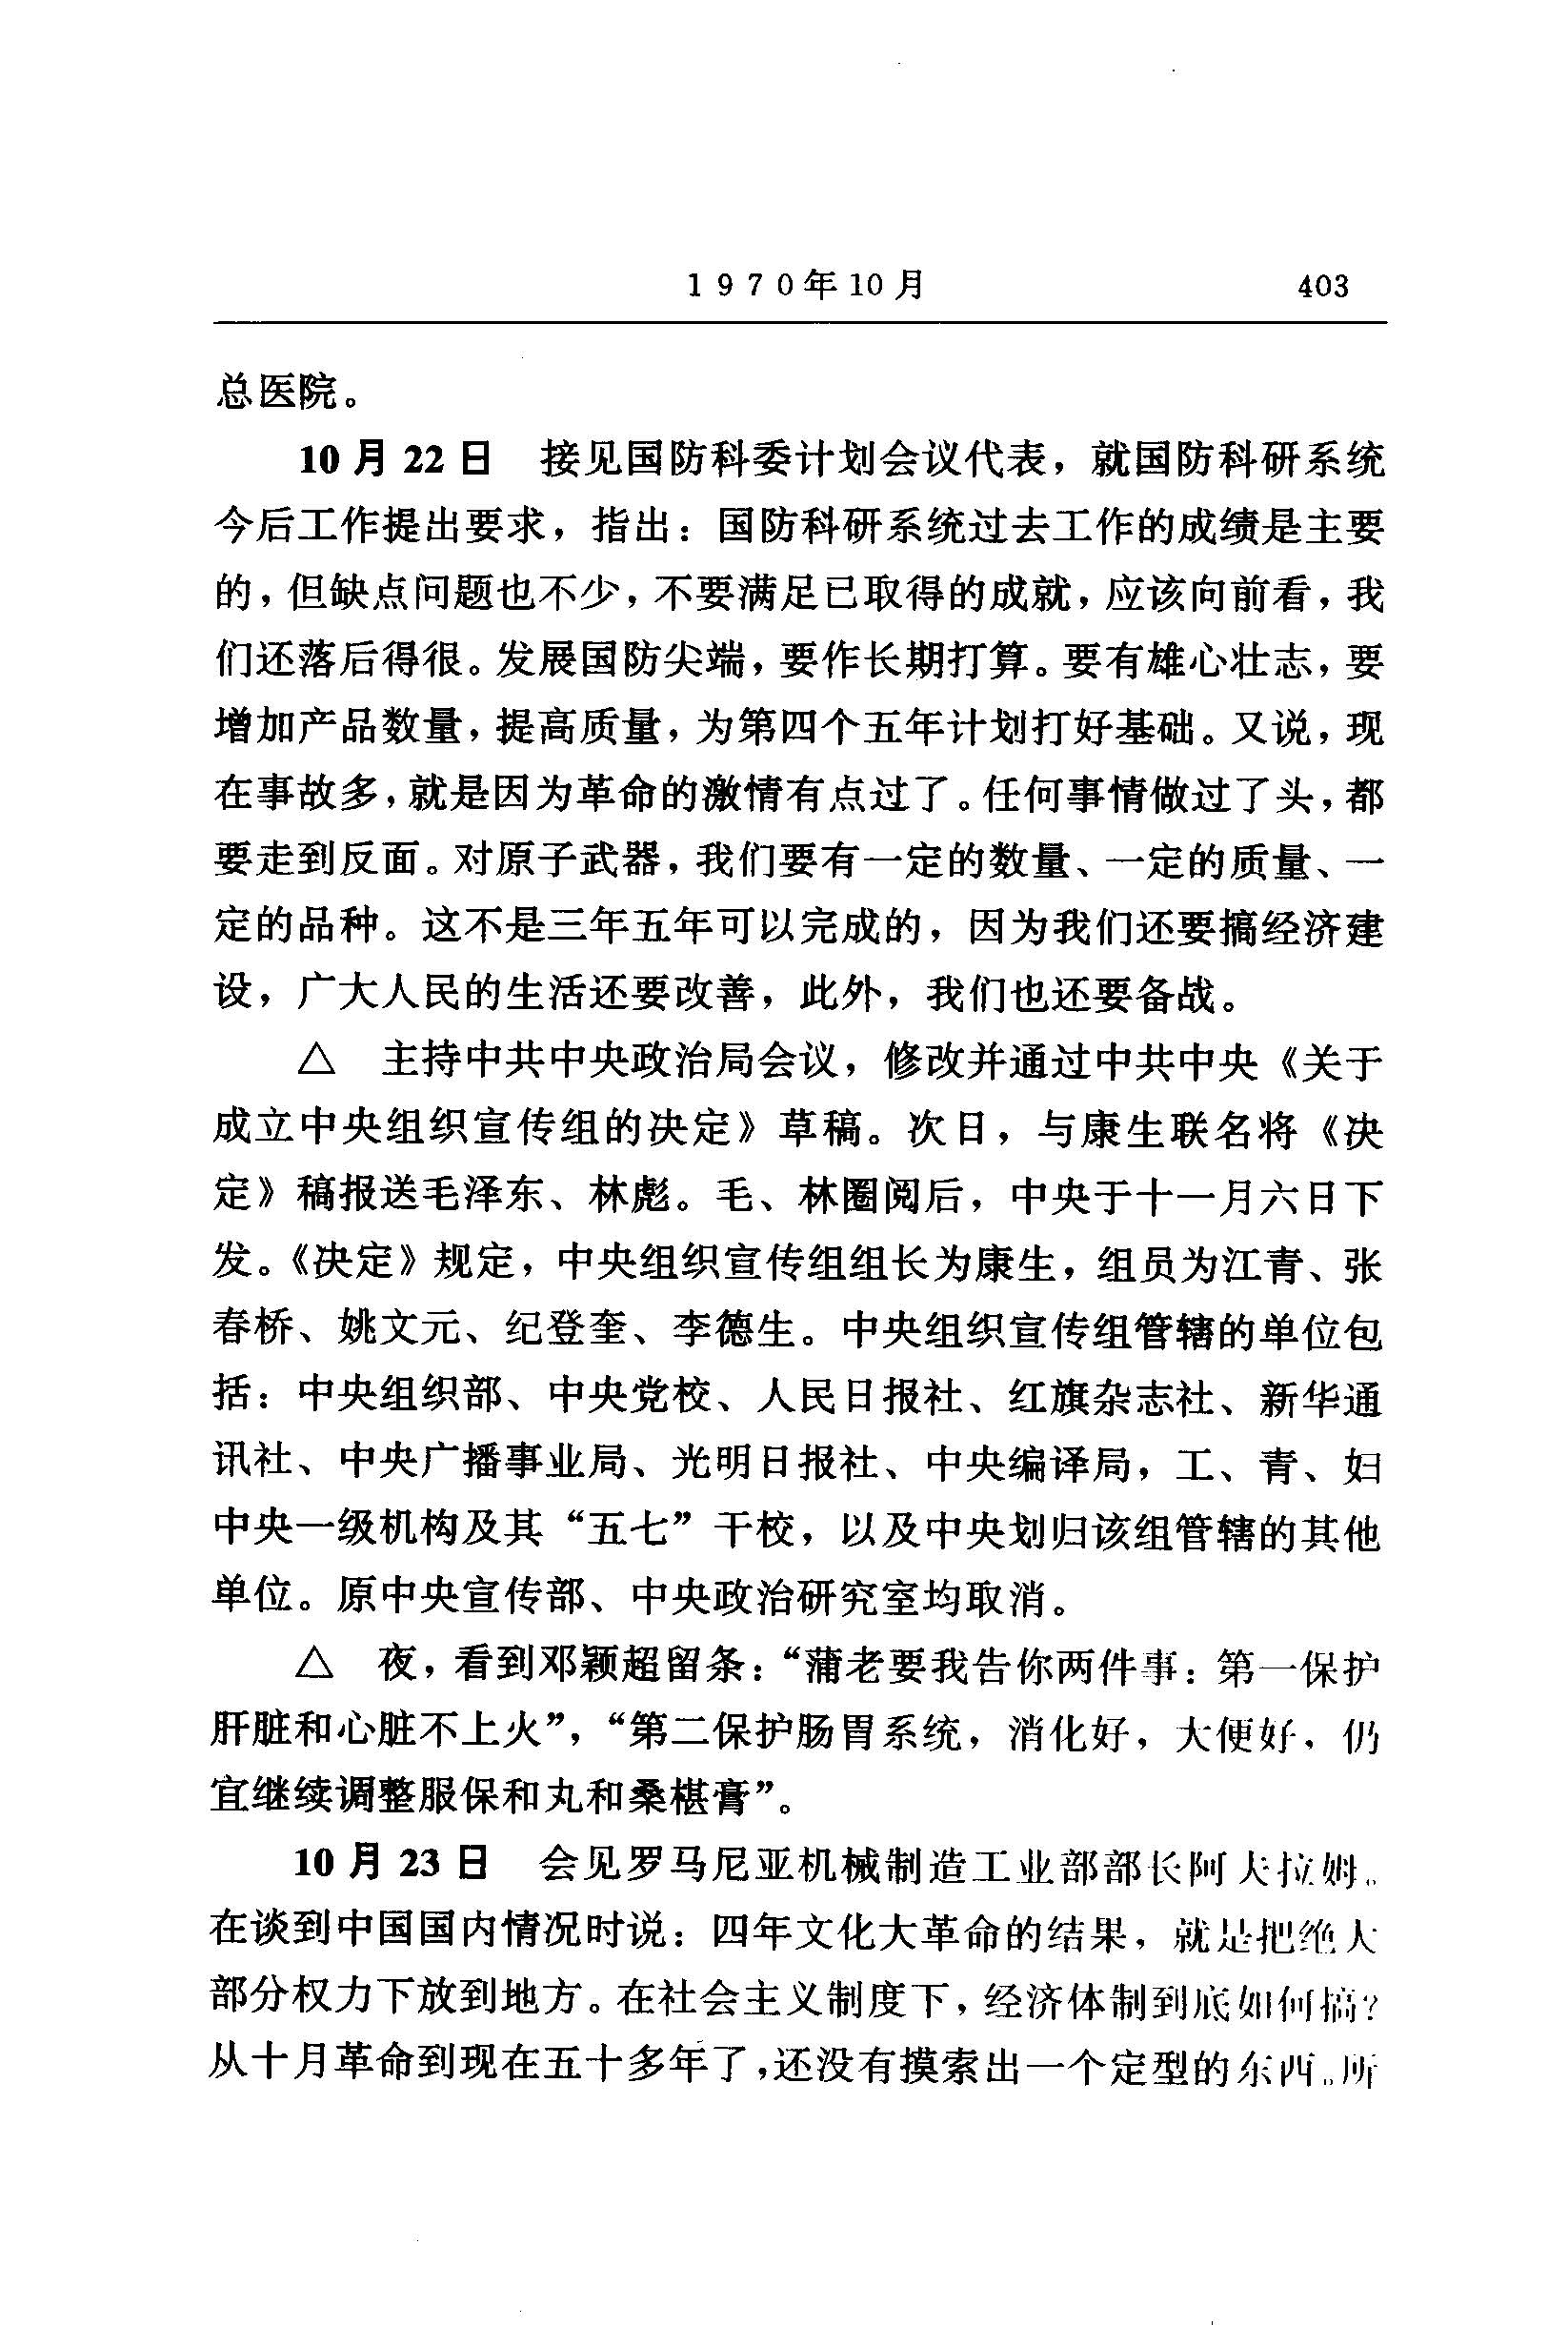 1970年10月 403
总医院。
10月22日 接见国防科委计划会议代表，就国防科研系统
今后工作提出要求，指出：国防科研系统过去工作的成绩是主要
的，但缺点问题也不少，不要满足已取得的成就，应该向前看，我
们还落后得很。发展国防尖端，要作长期打算。要有雄心壮志，要
增加产品数量，提高质量，为第四个五年计划打好基础。又说，现
在事故多，就是因为革命的激情有点过了。任何事情做过了头，都
要走到反面。对原子武器，我们要有一定的数量、一定的质量、一
定的品种。这不是三年五年可以完成的，因为我们还要搞经济建
设，广大人民的生活还要改善，此外，我们也还要备战。
△ 主持中共中央政治局会议，修改并通过中共中央《关于
成立中央组织宣传组的决定》草稿。次日，与康生联名将《决
定》稿报送毛泽东、林彪。毛、林圈阅后，中央于十一月六日下
发。《决定》规定，中央组织宣传组组长为康生，组员为江青、张
春桥、姚文元、纪登奎、李德生。中央组织宣传组管辖的单位包
括：中央组织部、中央党校、人民日报社、红旗杂志社、新华通
讯社、中央广播事业局、光明日报社、中央编译局，工、青、妇
中央一级机构及其“五七”干校，以及中央划归该组管辖的其他
单位。原中央宣传部、中央政治研究室均取消。
△ 夜，看到邓颖超留条：“蒲老要我告你两件事：第一保护
肝脏和心脏不上火”，“第二保护肠胃系统，消化好，大便好，仍
宜继续调整服保和丸和桑椹膏”。
10月23日 会见罗马尼亚机械制造工业部部长阿夫拉姆。
在谈到中国国内情况时说：四年文化大革命的结果，就是把绝大
部分权力下放到地方。在社会主义制度下，经济体制到底如何搞？
从十月革命到现在五十多年了，还没有摸索出一个定型的东西。所